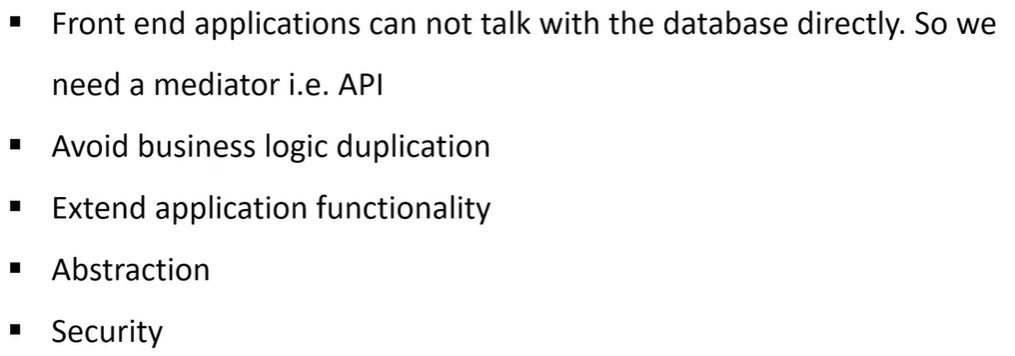 ▪ Front end applications can not talk with the database directly. So we
need a mediator i.e. API
▪ Avoid business logic duplication
▪ Extend application functionality
▪ Abstraction
▪ Security